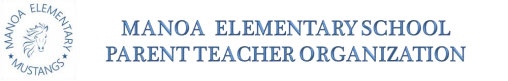 MANOA ELEMENTARY
MUSTANGS
MANOA ELEMENTARY SCHOOL
PARENT TEACHER ORGANIZATION